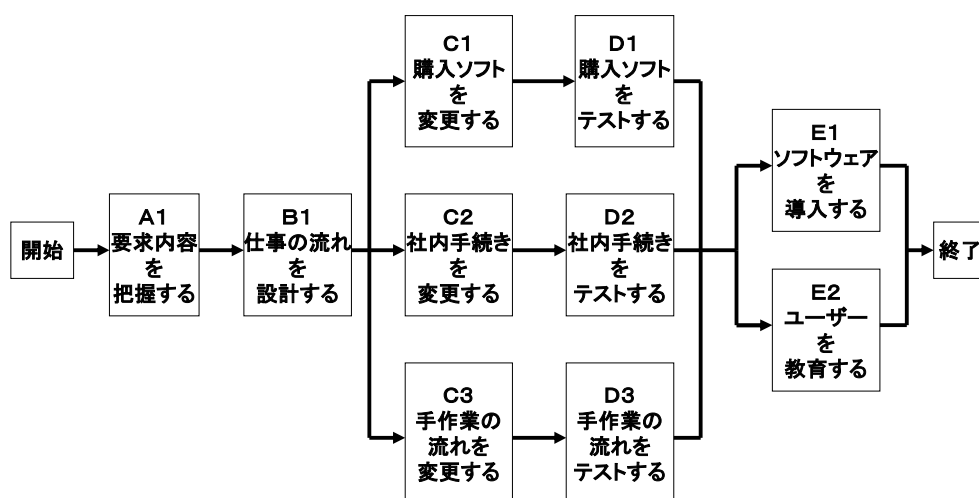 開始
A1
要求内容
を
把握する
B1
仕事の流れ
を
設計する
C1
購入ソフト
を
変更する
D1
購入ソフト
を
テストする
C2
社内手続き
を
変更する
D2
社内手続き
を
テストする
C3
手作業の
流れを
変更する
D3
手作業の
流れを
テストする
E1
ソフトウェア
を
導入する
E2
ユーザー
を
教育する
終了